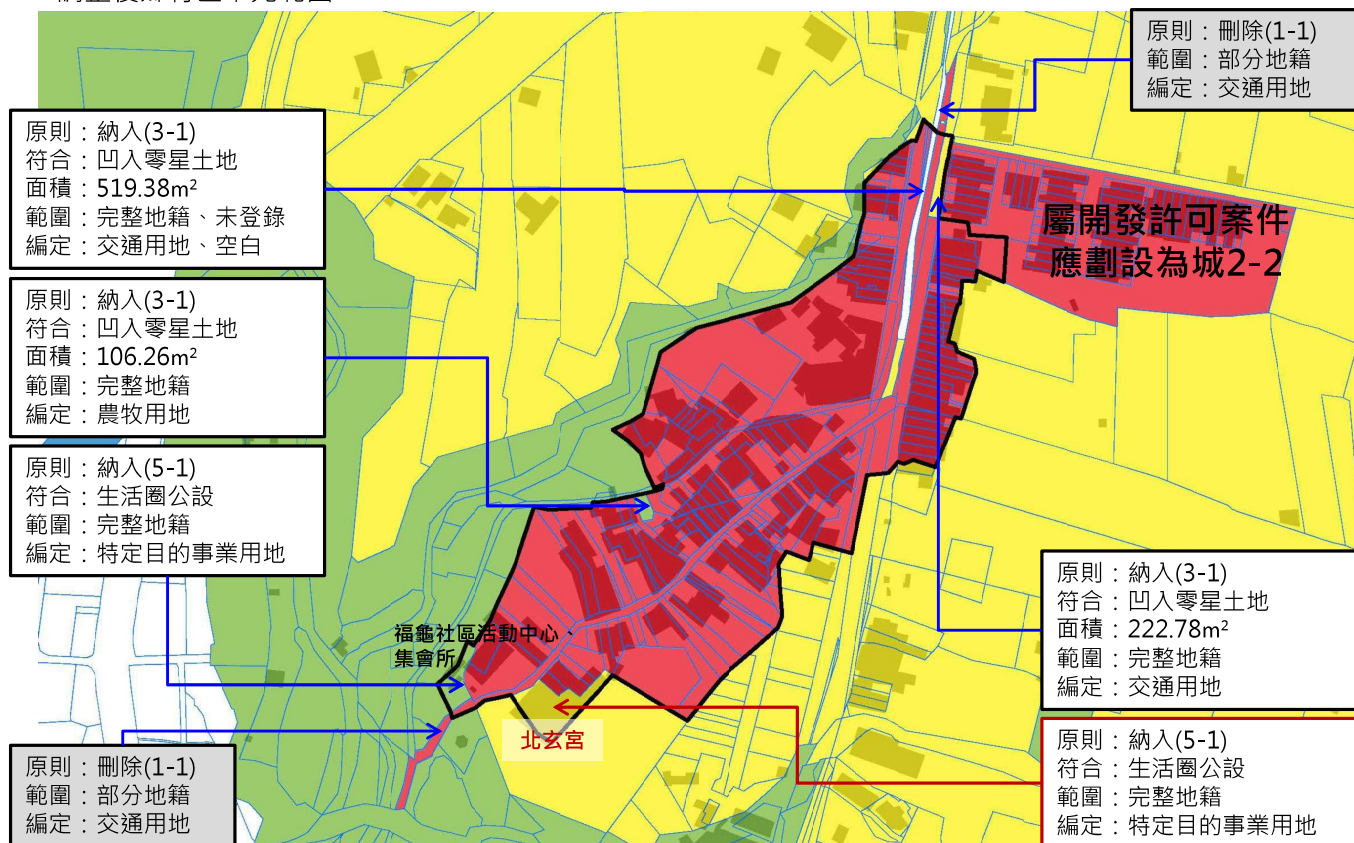 原則：刪除(1-1)
範圍：部分地籍
編定：交通用地
原則：納入(3-1)
符合：凹入零星土地
面積：519.38m²
範圍：完整地籍、未登錄
編定：交通用地、空白
屬開發許可案件
應劃設為城2-2
原則：納入(3-1)
符合：凹入零星土地
面積：106.26m²
範圍：完整地籍
編定：農牧用地
原則：納入(5-1)
符合：生活圈公設
範圍：完整地籍
編定：特定目的事業用地
福龜社區活動中心、
集會所
北玄宮
原則：納入(3-1)
符合：凹入零星土地
面積：222.78m²
範圍：完整地籍
編定：交通用地
原則：刪除(1-1)
範圍：部分地籍
編定：交通用地
原則：納入(5-1)
符合：生活圈公設
範圍：完整地籍
編定：特定目的事業用地